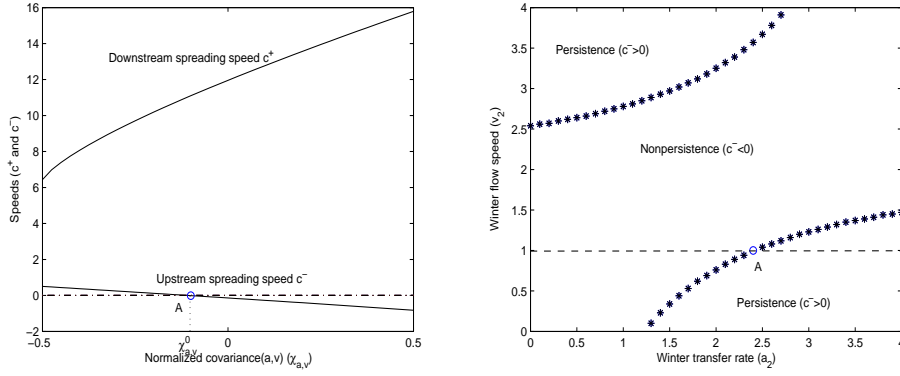 16
14
12
10
8
6
4
2
0
−2
Speeds (c⁺ and c⁻)
Downstream spreading speed c⁺
Upstream spreading speed c⁻
A
−0.5
0
0.5
χ⁰a,v
Normalized covariance(a,v) (χa,v)
4
3.5
3
2.5
2
1.5
1
0.5
0
Winter flow speed (v₂)
Persistence (c⁻>0)
Nonpersistence (c⁻<0)
A
Persistence (c⁻>0)
0
0.5
1
1.5
2
2.5
3
3.5
4
Winter transfer rate (a₂)